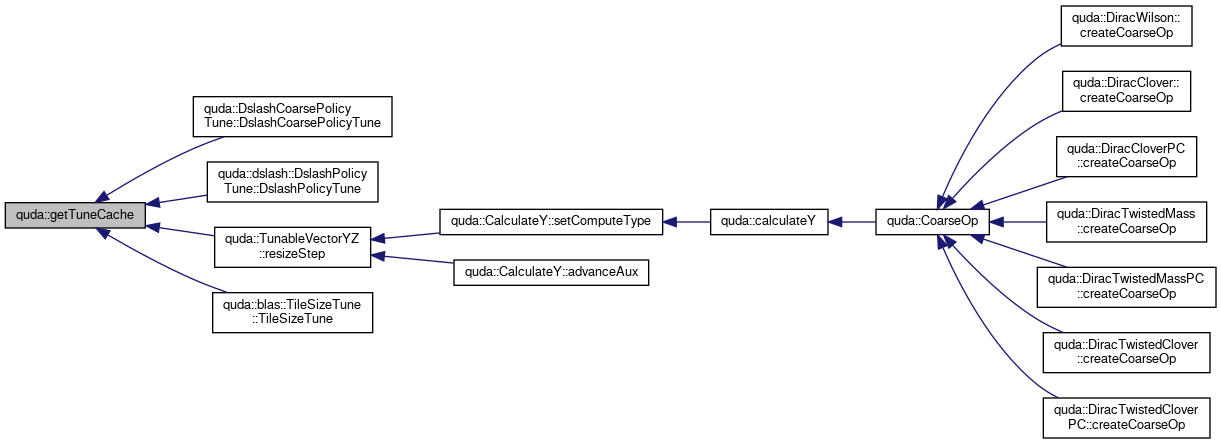 quda::getTuneCache
quda::DslashCoarsePolicy
Tune::DslashCoarsePolicyTune
quda::dslash::DslashPolicy
Tune::DslashPolicyTune
quda::TunableVectorYZ
::resizeStep
quda::blas::TileSizeTune
::TileSizeTune
quda::CalculateY::setComputeType
quda::CalculateY::advanceAux
quda::calculateY
quda::CoarseOp
quda::DiracWilson::
createCoarseOp
quda::DiracClover::
createCoarseOp
quda::DiracCloverPC
::createCoarseOp
quda::DiracTwistedMass
::createCoarseOp
quda::DiracTwistedMassPC
::createCoarseOp
quda::DiracTwistedClover
::createCoarseOp
quda::DiracTwistedClover
PC::createCoarseOp